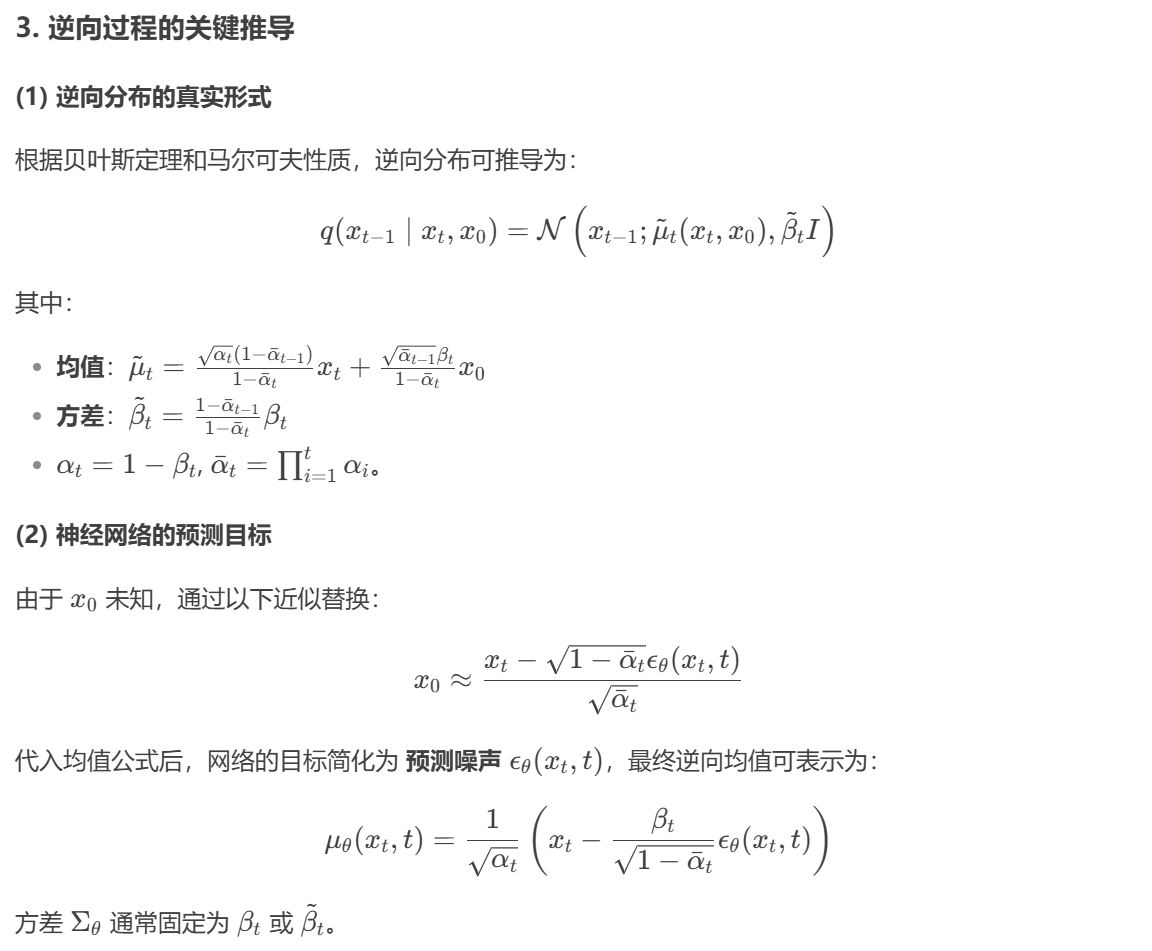 3. 逆向过程的关键推导
(1) 逆向分布的真实形式
根据贝叶斯定理和马尔可夫性质，逆向分布可推导为：
$q(x_{t-1} \mid x_t, x_0) = \mathcal{N}\left(x_{t-1}; \tilde{\mu}_t(x_t, x_0), \tilde{\beta}_t I\right)$
其中：
• 均值：$\tilde{\mu}_t = \frac{\sqrt{\alpha_t}(1-\bar{\alpha}_{t-1})}{1-\bar{\alpha}_t} x_t + \frac{\sqrt{\bar{\alpha}_{t-1}}\beta_t}{1-\bar{\alpha}_t} x_0$
• 方差：$\tilde{\beta}_t = \frac{1-\bar{\alpha}_{t-1}}{1-\bar{\alpha}_t} \beta_t$
• $\alpha_t = 1 - \beta_t$, $\bar{\alpha}_t = \prod_{i=1}^{t} \alpha_i$。
(2) 神经网络的预测目标
由于 $x_0$ 未知，通过以下近似替换：
$x_0 \approx \frac{x_t - \sqrt{1-\bar{\alpha}_t}\epsilon_\theta(x_t, t)}{\sqrt{\bar{\alpha}_t}}$
代入均值公式后，网络的目标简化为 预测噪声 $\epsilon_\theta(x_t, t)$，最终逆向均值可表示为：
$\mu_\theta(x_t, t) = \frac{1}{\sqrt{\alpha_t}} \left( x_t - \frac{\beta_t}{\sqrt{1-\bar{\alpha}_t}} \epsilon_\theta(x_t, t) \right)$
方差 $\Sigma_\theta$ 通常固定为 $\beta_t$ 或 $\tilde{\beta}_t$。